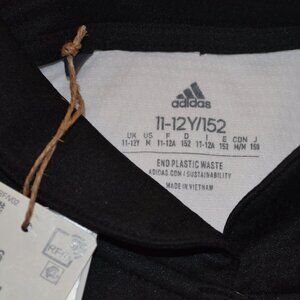 adidas
11-12Y/152
UK US F D I E CON J
11-12Y M 11-12A 152 11-12A 152 M/M 150
END PLASTIC WASTE
ADIDAS.COM / SUSTAINABILITY
MADE IN VIETNAM